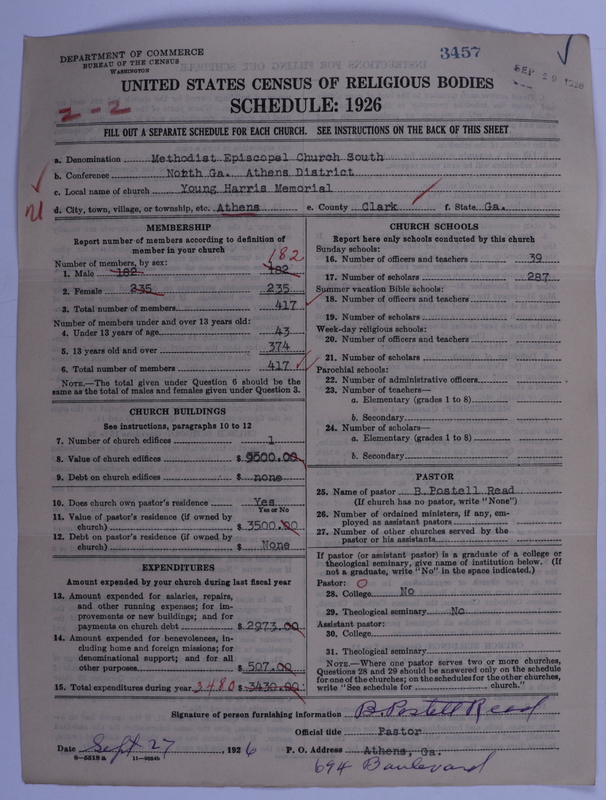 DEPARTMENT OF COMMERCE
BUREAU OF THE CENSUS
WASHINGTON
3457
SEP 29 1926
UNITED STATES CENSUS OF RELIGIOUS BODIES
SCHEDULE: 1926
2-2
FILL OUT A SEPARATE SCHEDULE FOR EACH CHURCH. SEE INSTRUCTIONS ON THE BACK OF THIS SHEET
a. Denomination Methodist Episcopel Church South
b. Conference North Ga. Athens District
c. Local name of church Young Harris Memorial
d. City, town, village, or township, etc. Athens e. County Clark f. State Ga.
MEMBERSHIP
Report number of members according to definition of
member in your church
182
Number of members, by sex:
1. Male 182 182
2. Female 235 235
3. Total number of members 417
Number of members under and over 13 years old:
4. Under 13 years of age 43
5. 13 years old and over 374
6. Total number of members 417
NOTE.—The total given under Question 6 should be the
same as the total of males and females given under Question 3.
CHURCH BUILDINGS
See instructions, paragraphs 10 to 12
7. Number of church edifices 1
8. Value of church edifices $ 9500.00
9. Debt on church edifices $ none
10. Does church own pastor's residence Yes
Yes or No
11. Value of pastor's residence (if owned by
church) $ 3500.00
12. Debt on pastor's residence (if owned by
church) $ None
EXPENDITURES
Amount expended by your church during last fiscal year
13. Amount expended for salaries, repairs,
and other running expenses; for im-
provements or new buildings; and for
payments on church debt $ 2973.00
14. Amount expended for benevolences, in-
cluding home and foreign missions; for
denominational support; and for all
other purposes $ 507.00
15. Total expenditures during year 3480 $ 3430.00
CHURCH SCHOOLS
Report here only schools conducted by this church
Sunday schools:
16. Number of officers and teachers 39
17. Number of scholars 287
Summer vacation Bible schools:
18. Number of officers and teachers
19. Number of scholars
Week-day religious schools:
20. Number of officers and teachers
21. Number of scholars
Parochial schools:
22. Number of administrative officers
23. Number of teachers—
a. Elementary (grades 1 to 8)
b. Secondary
24. Number of scholars—
a. Elementary (grades 1 to 8)
b. Secondary
PASTOR
25. Name of pastor B.Postell Read
(If church has no pastor, write "None")
26. Number of ordained ministers, if any, em-
ployed as assistant pastors
27. Number of other churches served by the
pastor or his assistants
If pastor (or assistant pastor) is a graduate of a college or
theological seminary, give name of institution below. (If
not a graduate, write "No" in the space indicated.)
Pastor:
28. College No
29. Theological seminary No
Assistant pastor:
30. College
31. Theological seminary
NOTE.—Where one pastor serves two or more churches,
Questions 28 and 29 should be answered only on the schedule
for one of the churches; on the schedules for the other churches,
write "See schedule for church."
Signature of person furnishing information B. Postell Read
Official title Pastor
Date Sept 27, 1926 P. O. Address Athens, Ga.
694 Boulevard